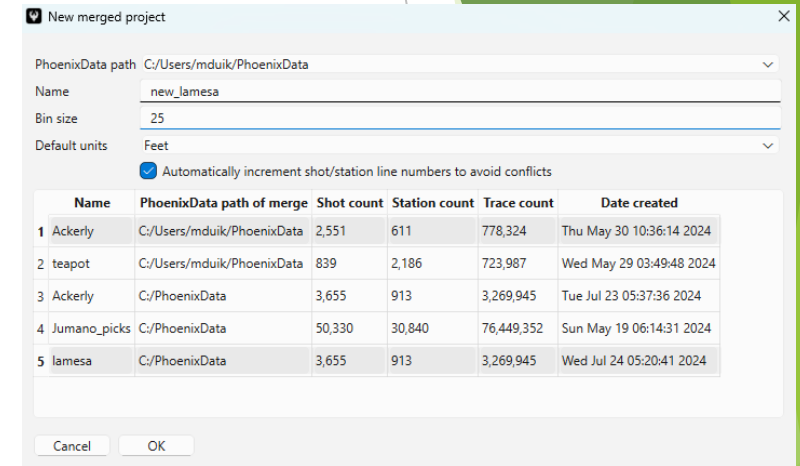 New merged project
PhoenixData path C:/Users/mduik/PhoenixData
Name new_lamesa
Bin size 25
Default units Feet
Automatically increment shot/station line numbers to avoid conflicts
Name PhoenixData path of merge Shot count Station count Trace count Date created
1 Ackerly C:/Users/mduik/PhoenixData 2,551 611 778,324 Thu May 30 10:36:14 2024
2 teapot C:/Users/mduik/PhoenixData 839 2,186 723,987 Wed May 29 03:49:48 2024
3 Ackerly C:/PhoenixData 3,655 913 3,269,945 Tue Jul 23 05:37:36 2024
4 Jumano_picks C:/PhoenixData 50,330 30,840 76,449,352 Sun May 19 06:14:31 2024
5 lamesa C:/PhoenixData 3,655 913 3,269,945 Wed Jul 24 05:20:41 2024
Cancel OK